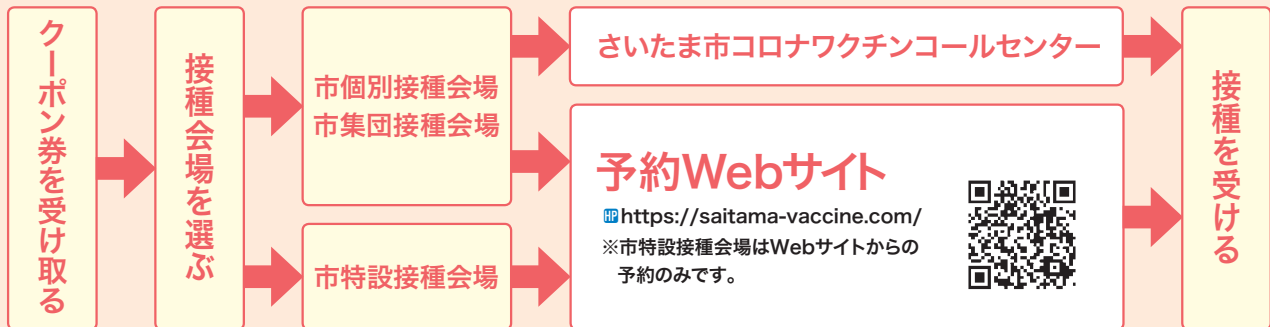 クーポン券を受け取る
接種会場を選ぶ
市個別接種会場
市集団接種会場
市特設接種会場
さいたま市コロナワクチンコールセンター
予約Webサイト
HP https://saitama-vaccine.com/
※市特設接種会場はWebサイトからの
予約のみです。
接種を受ける